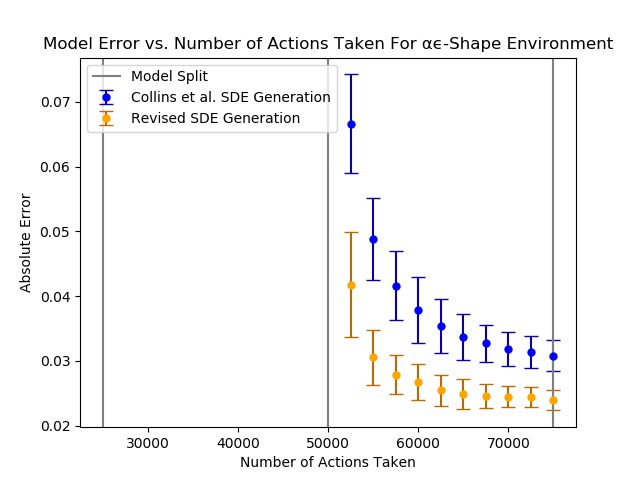 Model Error vs. Number of Actions Taken For αϵ-Shape Environment
Model Split
Collins et al. SDE Generation
Revised SDE Generation
0.07
0.06
0.05
0.04
0.03
0.02
Absolute Error
30000 40000 50000 60000 70000
Number of Actions Taken